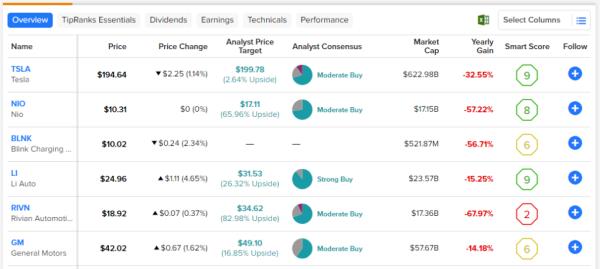 Overview TipRanks Essentials Dividends Earnings Technicals Performance Select Columns
Name Price Price Change Analyst Price Target Analyst Consensus Market Cap Yearly Gain Smart Score Follow
TSLA
Tesla
$194.64 ▼ $2.25 (1.14%) $199.78
(2.64% Upside)
Moderate Buy $622.98B -32.55% 9
NIO
Nio
$10.31 $0 (0%) $17.11
(65.96% Upside)
Moderate Buy $17.15B -57.22% 8
BLNK
Blink Charging ...
$10.02 ▼ $0.24 (2.34%) — — $521.87M -56.71% 6
LI
Li Auto
$24.96 ▲ $1.11 (4.65%) $31.53
(26.32% Upside)
Strong Buy $23.57B -15.25% 9
RIVN
Rivian Automoti...
$18.92 ▲ $0.07 (0.37%) $34.62
(82.98% Upside)
Moderate Buy $17.36B -67.97% 2
GM
General Motors
$42.02 ▲ $0.67 (1.62%) $49.10
(16.85% Upside)
Moderate Buy $57.67B -14.18% 6